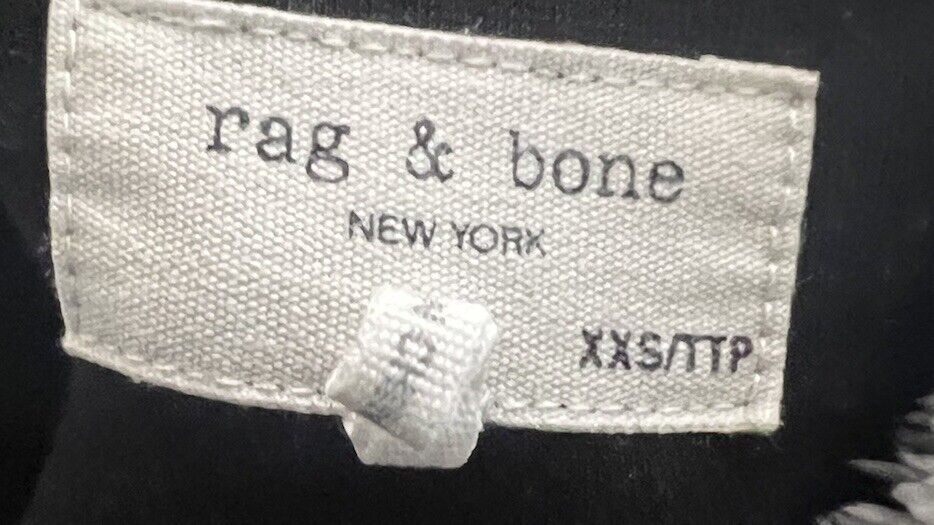 rag & bone
NEW YORK
XXS/TTP